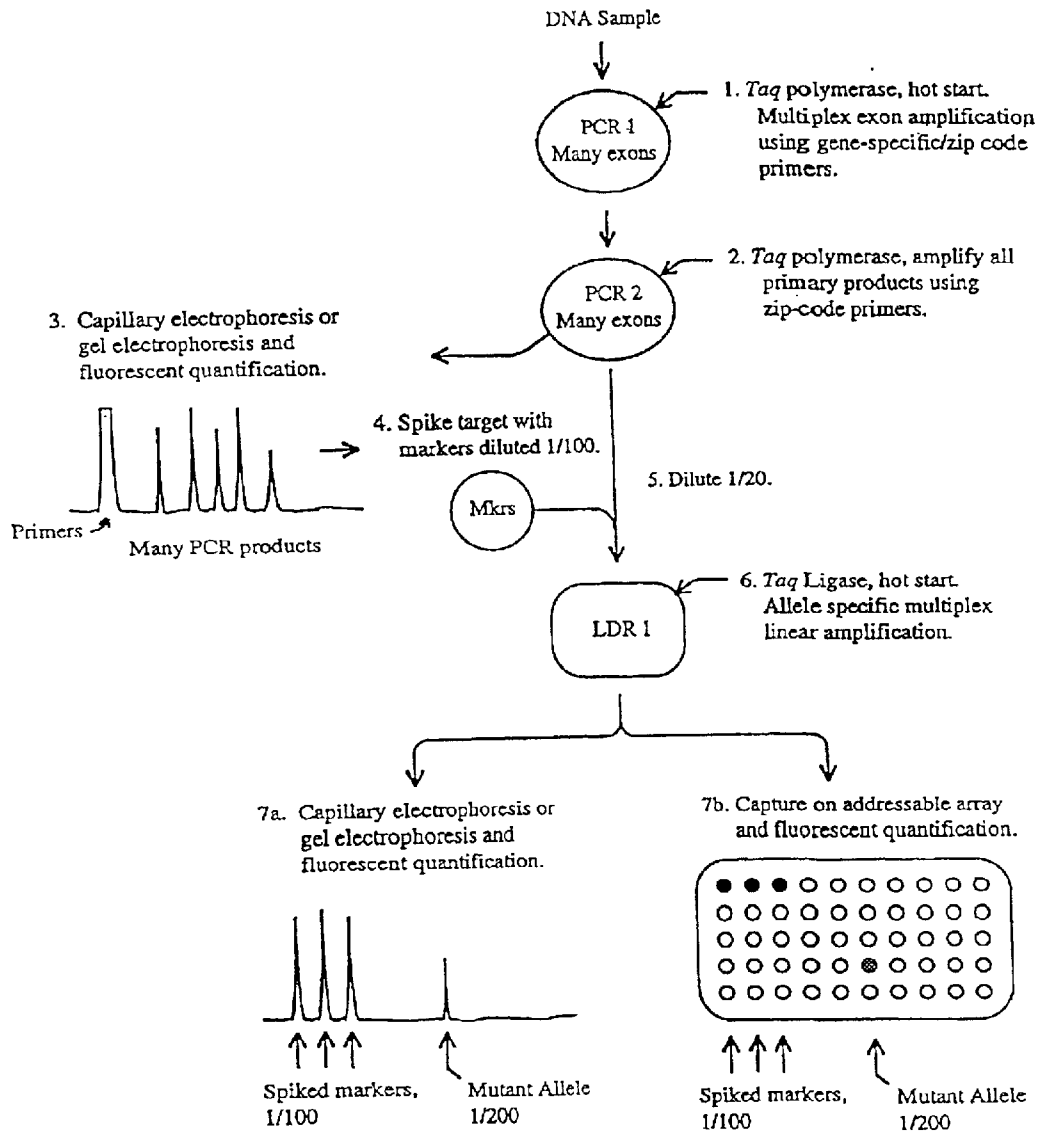 DNA Sample
PCR 1
Many exons
1. Taq polymerase, hot start.
Multiplex exon amplification
using gene-specific/zip code
primers.
PCR 2
Many exons
2. Taq polymerase, amplify all
primary products using
zip-code primers.
3. Capillary electrophoresis or
gel electrophoresis and
fluorescent quantification.
Primers
Many PCR products
4. Spike target with
markers diluted 1/100.
Mkrs
5. Dilute 1/20.
LDR 1
6. Taq Ligase, hot start.
Allele specific multiplex
linear amplification.
7a. Capillary electrophoresis or
gel electrophoresis and
fluorescent quantification.
Spiked markers,
1/100
Mutant Allele
1/200
7b. Capture on addressable array
and fluorescent quantification.
Spiked markers,
1/100
Mutant Allele
1/200